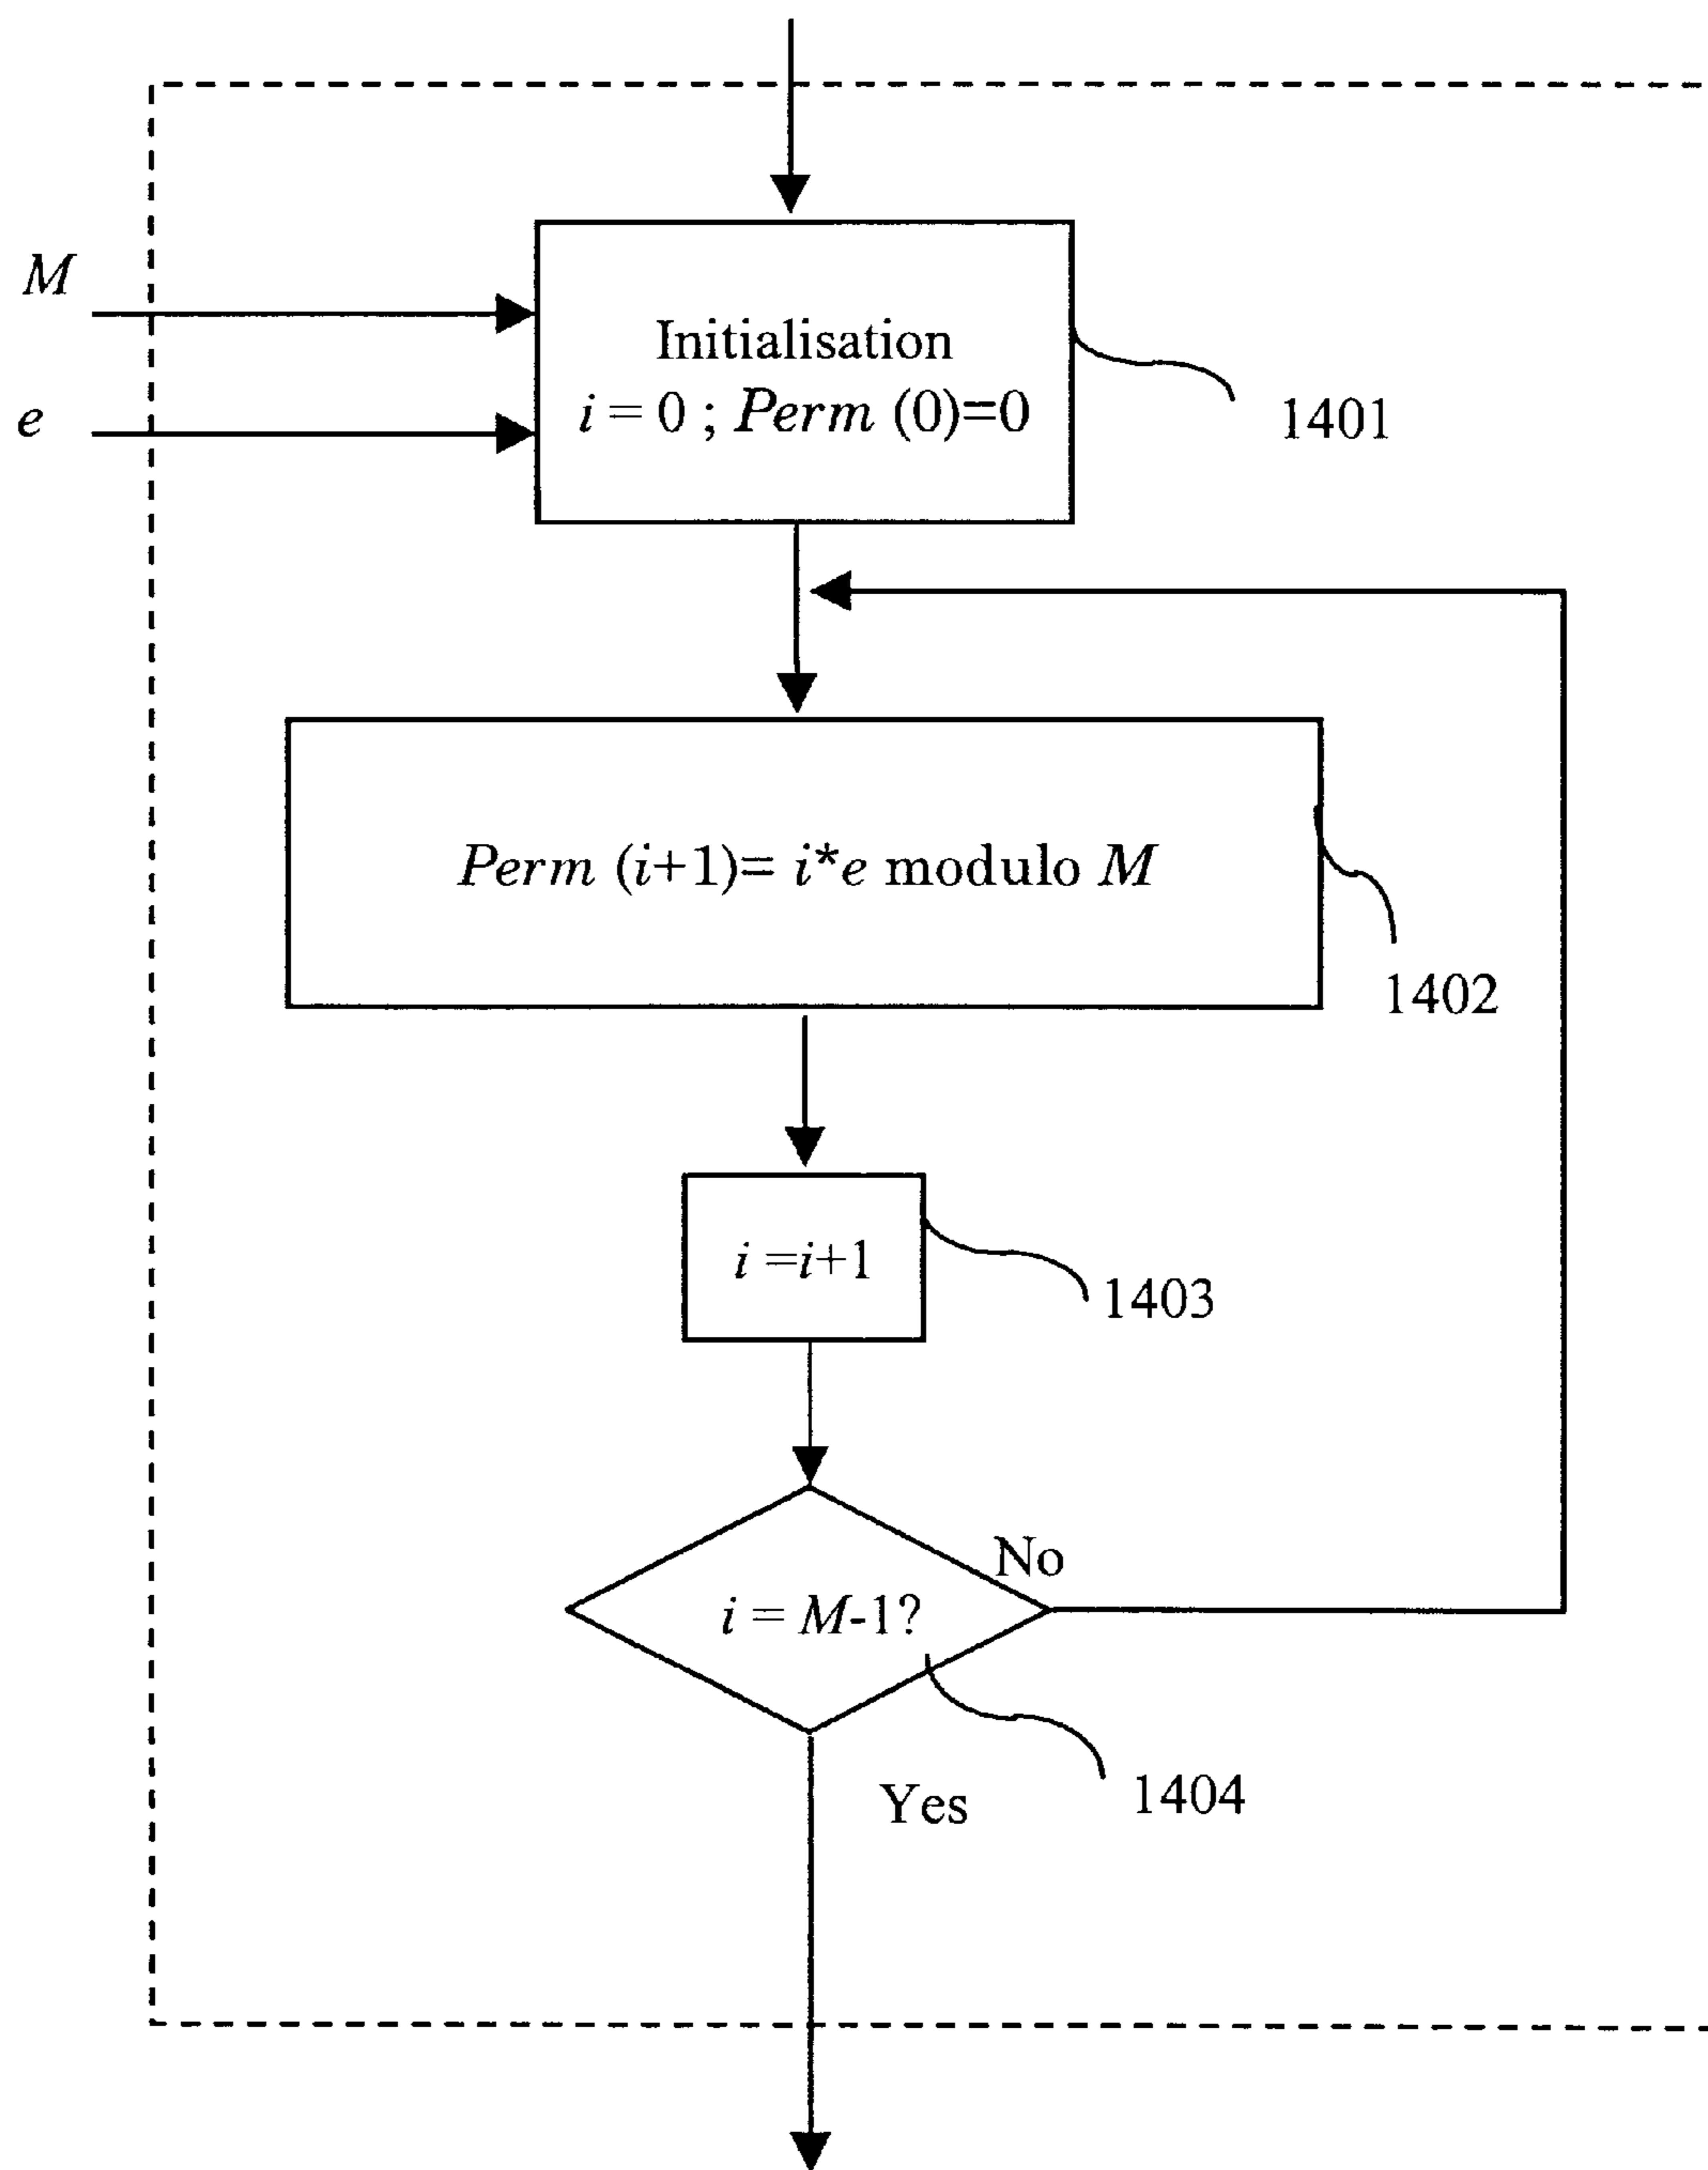 M
Initialisation
i = 0 ; Perm (0)=0
e
1401
Perm (i+1)= i*e modulo M
1402
i =i+1
1403
No
i = M-1?
1404
Yes